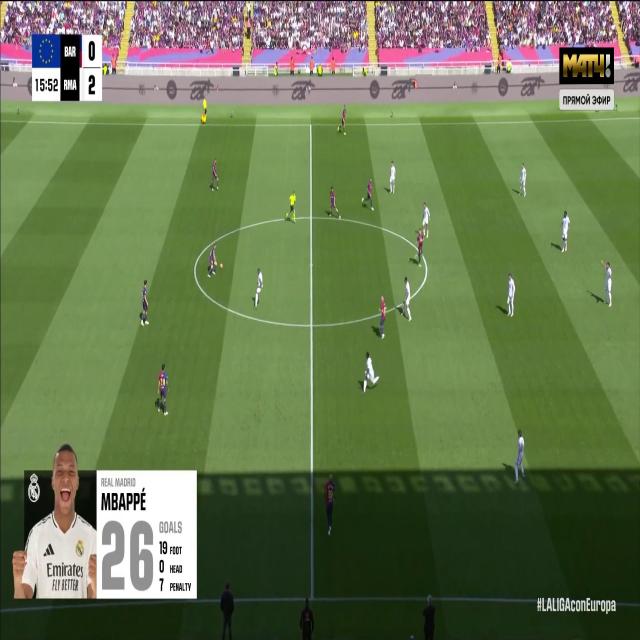 BAR 0
15:52 RMA 2
МАТЧ!
ПРЯМОЙ ЭФИР
REAL MADRID
MBAPPÉ
26 GOALS
19 FOOT
0 HEAD
7 PENALTY
Emirates
FLY BETTER
#LALIGAconEuropa